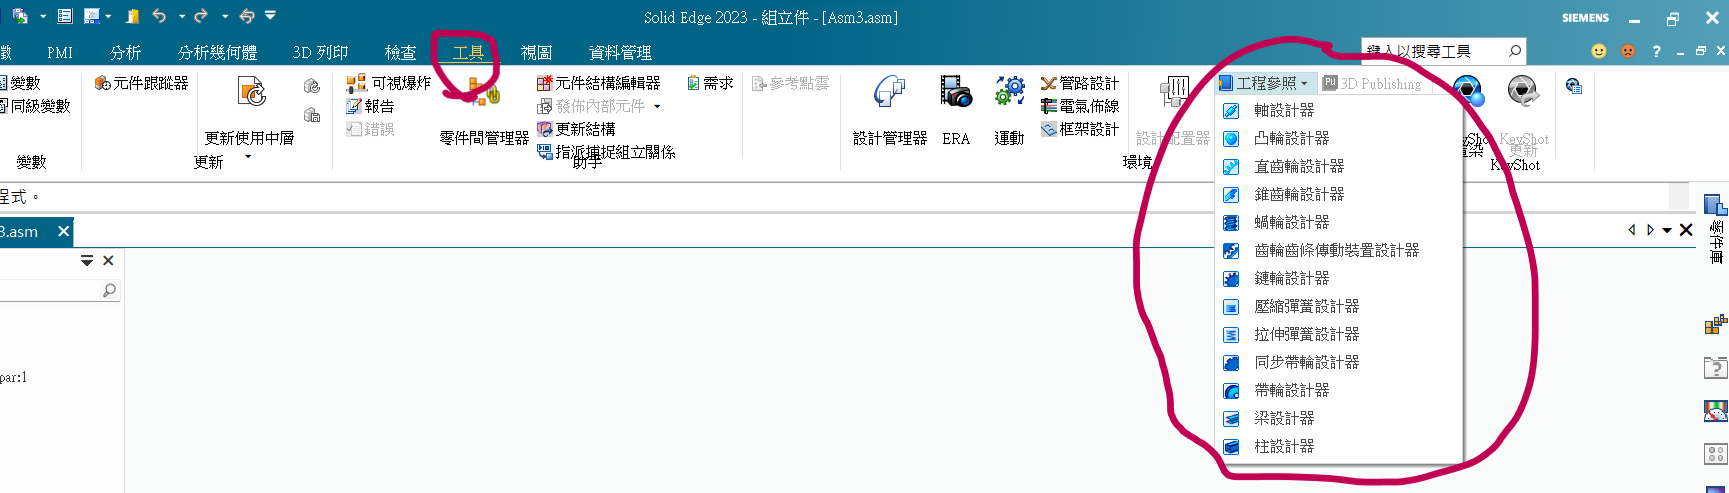 Solid Edge 2023 - 組立件 - [Asm3.asm]
SIEMENS
徵 PMI 分析 分析幾何體 3D 列印 檢查 工具 視圖 資料管理
鍵入以搜尋工具
變數
同級變數
變數
元件跟蹤器
更新使用中層
更新
可視爆炸
報告
錯誤
零件間管理器
元件結構編輯器
發佈內部元件
更新結構
指派捕捉組立關係
助手
需求
參考點雲
設計管理器
ERA
運動
管路設計
電氣佈線
框架設計
環境
設計配置器
工程參照
3D Publishing
軸設計器
凸輪設計器
直齒輪設計器
錐齒輪設計器
蝸輪設計器
齒輪齒條傳動裝置設計器
鏈輪設計器
壓縮彈簧設計器
拉伸彈簧設計器
同步帶輪設計器
帶輪設計器
梁設計器
柱設計器
KeyShot
更新
KeyShot
程式。
3.asm
par:1
零件庫